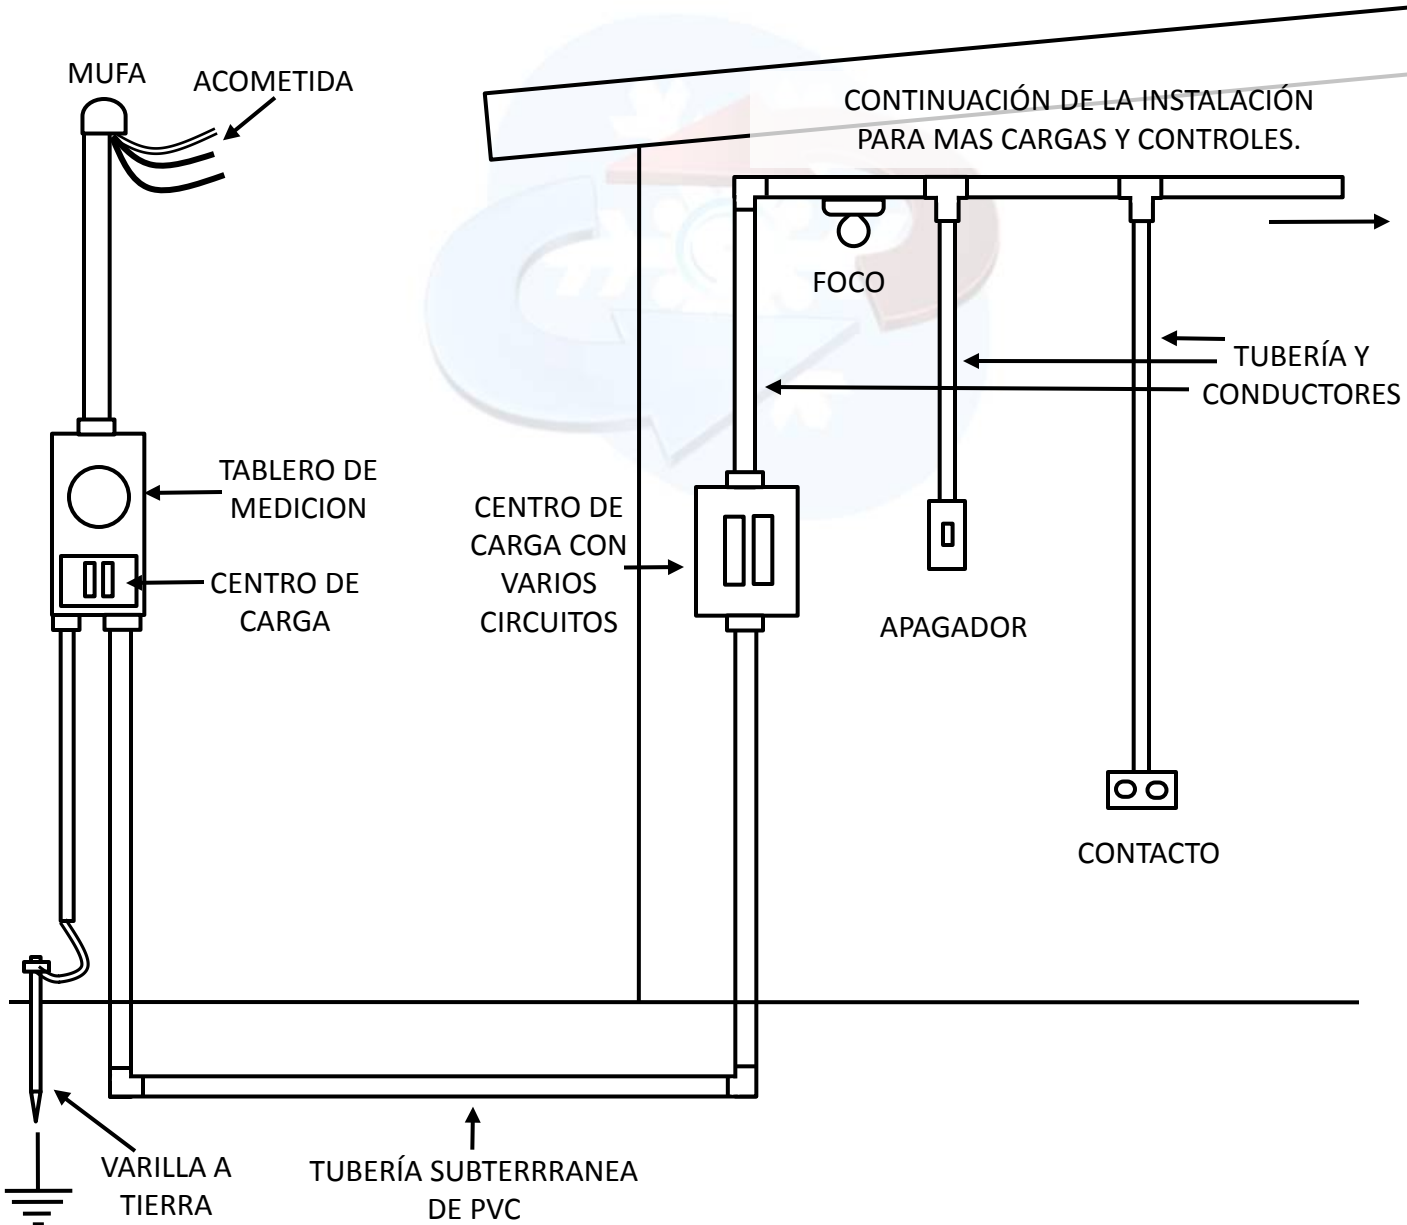 MUFA
ACOMETIDA
CONTINUACIÓN DE LA INSTALACIÓN
PARA MAS CARGAS Y CONTROLES.
FOCO
TUBERÍA Y
CONDUCTORES
TABLERO DE
MEDICION
CENTRO DE
CARGA
CENTRO DE
CARGA CON
VARIOS
CIRCUITOS
APAGADOR
CONTACTO
VARILLA A
TIERRA
TUBERÍA SUBTERRRANEA
DE PVC